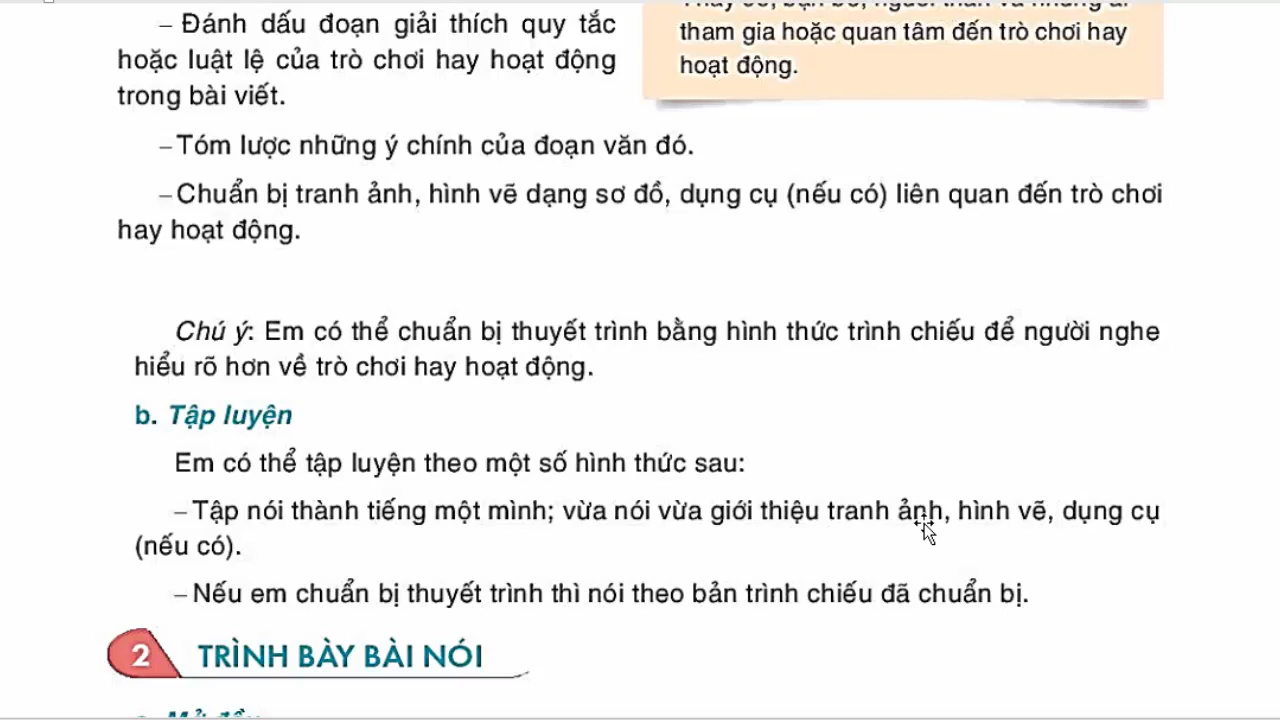 – Đánh dấu đoạn giải thích quy tắc
hoặc luật lệ của trò chơi hay hoạt động
trong bài viết.
tham gia hoặc quan tâm đến trò chơi hay
hoạt động.
– Tóm lược những ý chính của đoạn văn đó.
– Chuẩn bị tranh ảnh, hình vẽ dạng sơ đồ, dụng cụ (nếu có) liên quan đến trò chơi
hay hoạt động.
Chú ý: Em có thể chuẩn bị thuyết trình bằng hình thức trình chiếu để người nghe
hiểu rõ hơn về trò chơi hay hoạt động.
b. Tập luyện
Em có thể tập luyện theo một số hình thức sau:
– Tập nói thành tiếng một mình; vừa nói vừa giới thiệu tranh ảnh, hình vẽ, dụng cụ
(nếu có).
– Nếu em chuẩn bị thuyết trình thì nói theo bản trình chiếu đã chuẩn bị.
2 TRÌNH BÀY BÀI NÓI